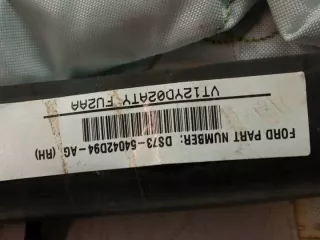 FORD PART NUMBER: DS73-54042D94-AG (RH)
VT12YD02ATY FU2AA